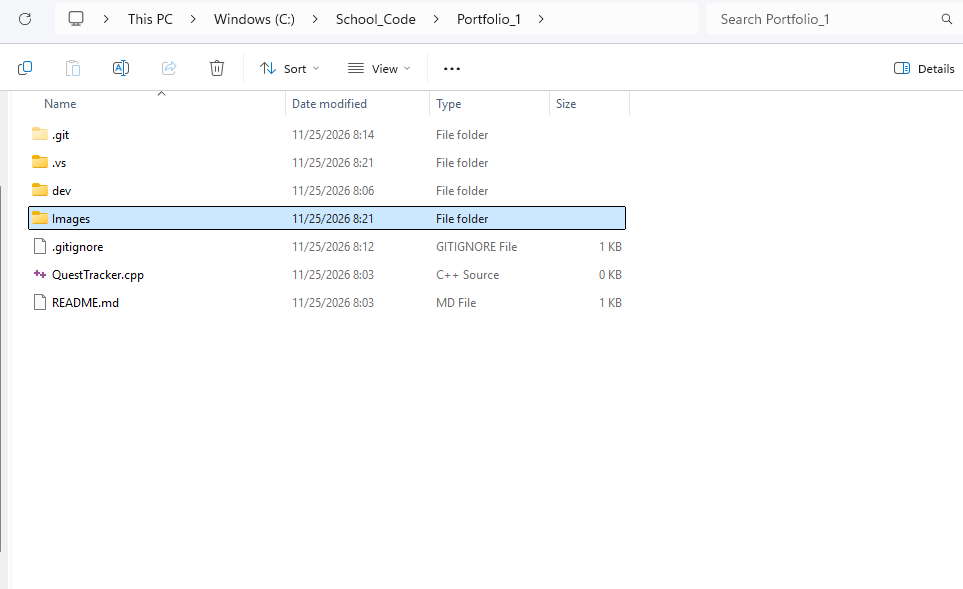 This PC > Windows (C:) > School_Code > Portfolio_1 > Search Portfolio_1
Sort View ... Details
Name Date modified Type Size
.git 11/25/2026 8:14 File folder
.vs 11/25/2026 8:21 File folder
dev 11/25/2026 8:06 File folder
Images 11/25/2026 8:21 File folder
.gitignore 11/25/2026 8:12 GITIGNORE File 1 KB
QuestTracker.cpp 11/25/2026 8:03 C++ Source 0 KB
README.md 11/25/2026 8:03 MD File 1 KB